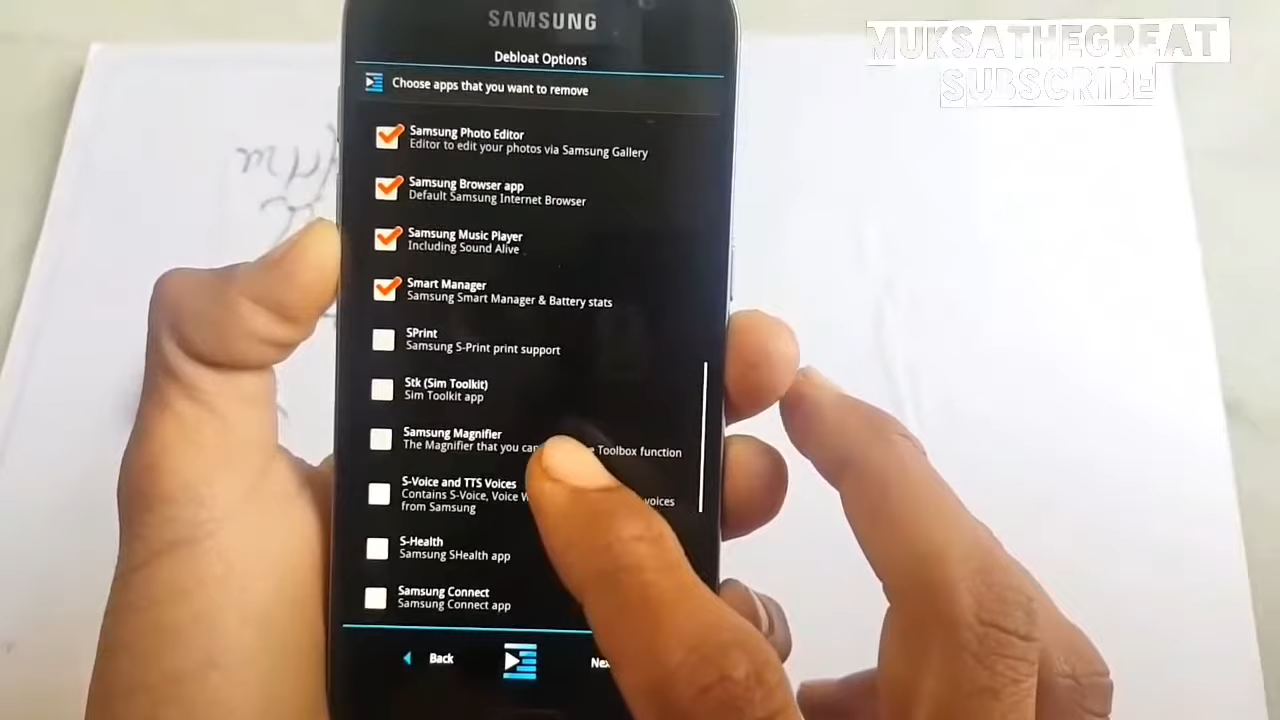 MUKSATHEGREAT
SUBSCRIBE
SAMSUNG
Debloat Options
Choose apps that you want to remove
Samsung Photo Editor
Editor to edit your photos via Samsung Gallery
Samsung Browser app
Default Samsung Internet Browser
Samsung Music Player
Including Sound Alive
Smart Manager
Samsung Smart Manager & Battery stats
SPrint
Samsung S-Print print support
Stk (Sim Toolkit)
Sim Toolkit app
Samsung Magnifier
The Magnifier that you can Toolbox function
S-Voice and TTS Voices
Contains S-Voice, Voice voices
from Samsung
S-Health
Samsung SHealth app
Samsung Connect
Samsung Connect app
Back